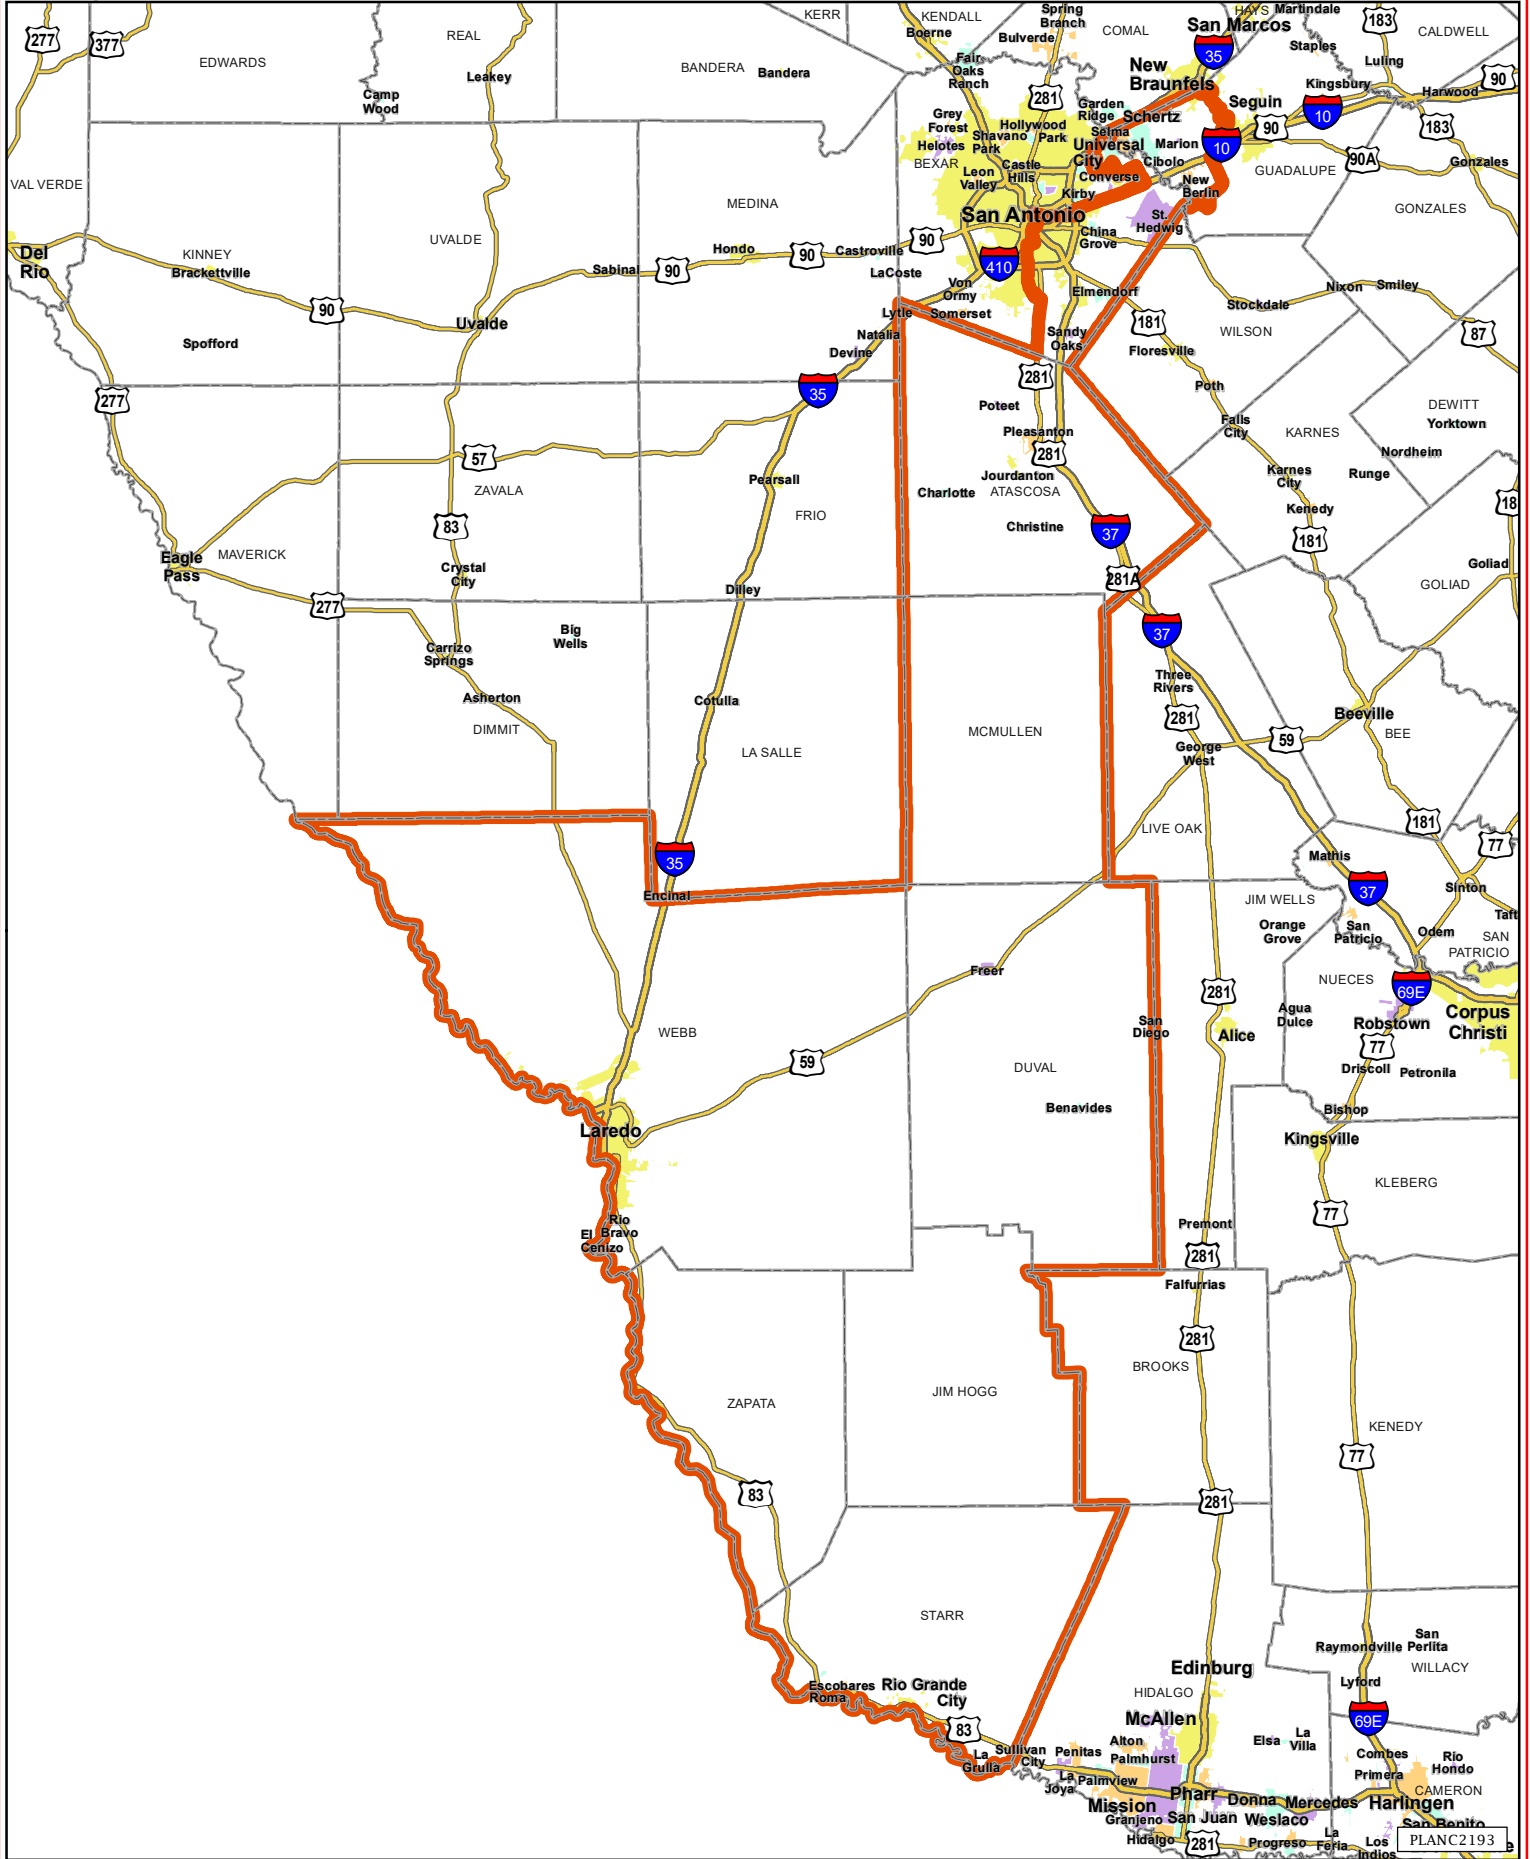 KERR
KENDALL
Boerne
Spring
Branch
Bulverde
COMAL
HAYS
Martindale
San Marcos
183
CALDWELL
277
377
REAL
EDWARDS
Leakey
BANDERA
Bandera
Fair
Oaks
Ranch
35
Staples
Luling
New
Braunfels
Camp
Wood
281
Kingsbury
Harwood
90
Garden
Ridge
Schertz
Seguin
10
90
183
Grey
Forest
Hollywood
Park
Shavano
Park
Selma
Helotes
Universal
City
Marion
10
90A
Gonzales
BEXAR
Castle
Hills
Cibolo
GUADALUPE
VAL VERDE
Leon
Valley
Converse
Kirby
New
Berlin
MEDINA
San Antonio
St.
Hedwig
GONZALES
UVALDE
China
Grove
Del
Rio
KINNEY
Brackettville
Hondo
90
Castroville
90
Sabinal
90
LaCoste
410
Von
Ormy
Elmendorf
Nixon
Smiley
90
Uvalde
Lytle
Somerset
Stockdale
Spofford
Natalia
Sandy
Oaks
181
WILSON
87
Devine
Floresville
277
35
281
Poth
Poteet
DEWITT
Yorktown
Pleasanton
Falls
City
KARNES
57
281
Nordheim
Pearsall
Jourdanton
Karnes
City
Runge
ZAVALA
Charlotte
ATASCOSA
18
FRIO
Kenedy
83
Christine
37
181
MAVERICK
Eagle
Pass
Crystal
City
281A
Goliad
GOLIAD
Dilley
277
Big
Wells
37
Carrizo
Springs
Asherton
Cotulla
Three
Rivers
Beeville
DIMMIT
MCMULLEN
281
BEE
LA SALLE
George
West
59
LIVE OAK
181
77
35
Mathis
Encinal
37
Sinton
JIM WELLS
Taft
Orange
Grove
San
Patricio
Odem
SAN
PATRICIO
Freer
NUECES
281
69E
Agua
Dulce
Robstown
Corpus
Christi
WEBB
San
Diego
Alice
77
59
DUVAL
Driscoll
Petronila
Benavides
Bishop
Laredo
Kingsville
KLEBERG
Rio
Bravo
El
Cenizo
Premont
77
281
Falfurrias
281
BROOKS
ZAPATA
JIM HOGG
KENEDY
77
83
281
STARR
Raymondville
San
Perlita
WILLACY
Edinburg
Escobares
Roma
Rio Grande
City
HIDALGO
Lyford
69E
83
McAllen
La
Grulla
Sullivan
City
Penitas
Alton
Palmhurst
Elsa
La
Villa
Combes
Rio
Hondo
La
Joya
Palmview
Primera
CAMERON
Mission
Pharr
Donna
Mercedes
Harlingen
Granjeno
San Juan
Weslaco
San Benito
Hidalgo
281
Progreso
La
Feria
Los
Indios
PLANC2193